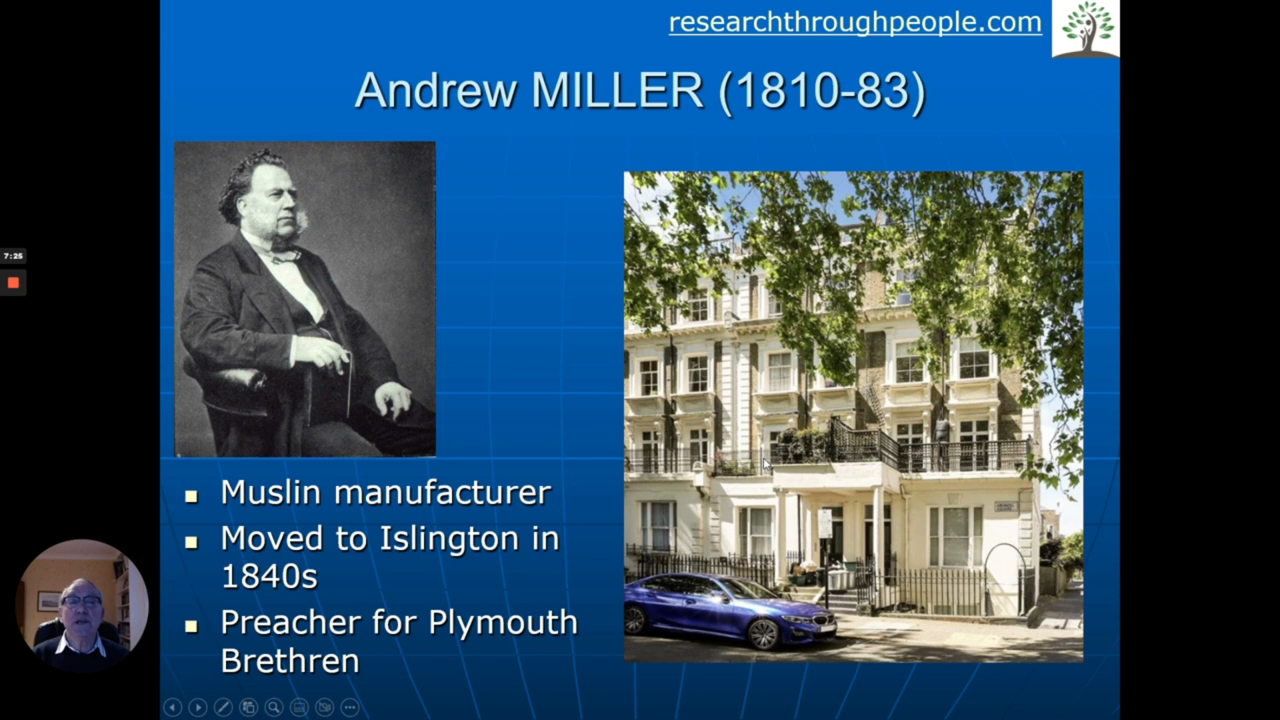 researchthroughpeople.com
Andrew MILLER (1810-83)
7:25
Muslin manufacturer
Moved to Islington in
1840s
Preacher for Plymouth
Brethren